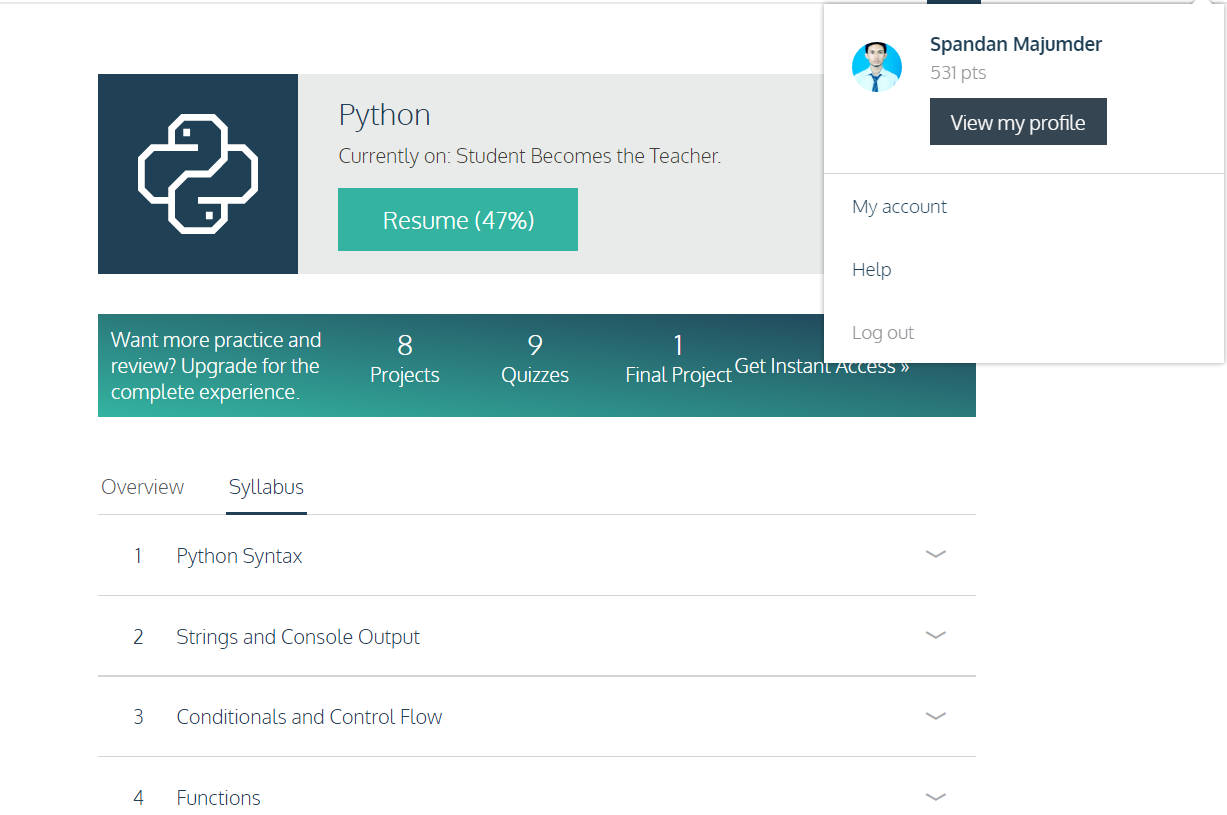 Spandan Majumder
531 pts
View my profile
My account
Help
Log out
Python
Currently on: Student Becomes the Teacher.
Resume (47%)
Want more practice and
review? Upgrade for the
complete experience.
8
Projects
9
Quizzes
1
Final Project
Get Instant Access »
Overview
Syllabus
1 Python Syntax
2 Strings and Console Output
3 Conditionals and Control Flow
4 Functions